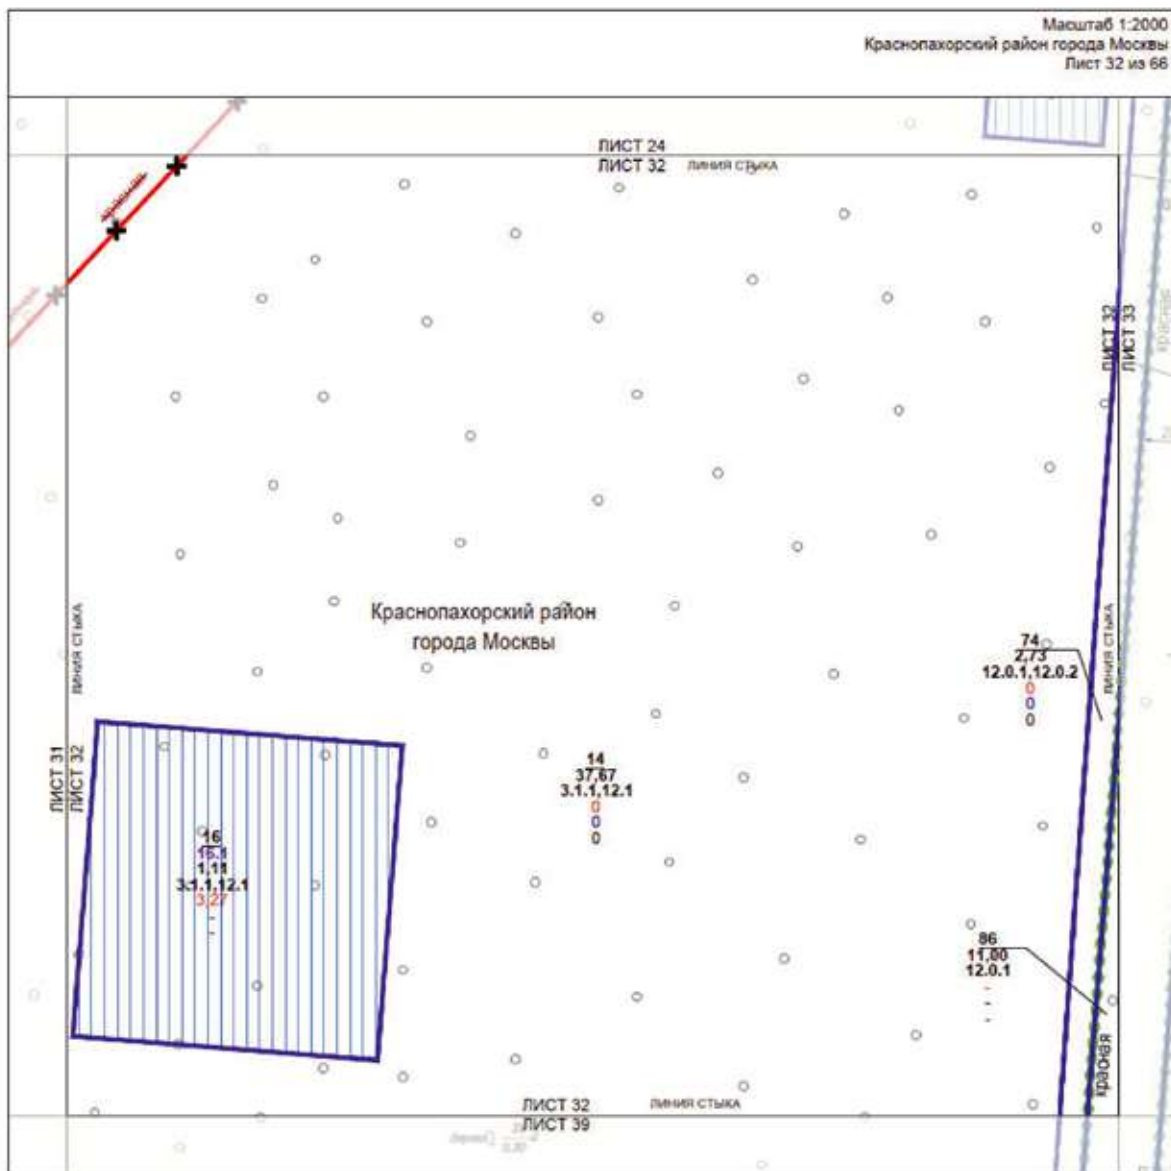 Масштаб 1:2000
Краснопахорский район города Москвы
Лист 32 из 66
ЛИСТ 24
ЛИСТ 32 ЛИНИЯ СТЫКА
красная
ЛИСТ 32
ЛИСТ 33
красная
Краснопахорский район
города Москвы
ЛИНИЯ СТЫКА
ЛИНИЯ СТЫКА
74
2,73
12.0.1,12.0.2
0
0
0
ЛИСТ 31
ЛИСТ 32
14
37,67
3.1.1,12.1
0
0
0
16
16.1
1,11
3.1.1,12.1
3,27
-
-
86
11,00
12.0.1
-
-
-
красная
ЛИСТ 32 ЛИНИЯ СТЫКА
ЛИСТ 39